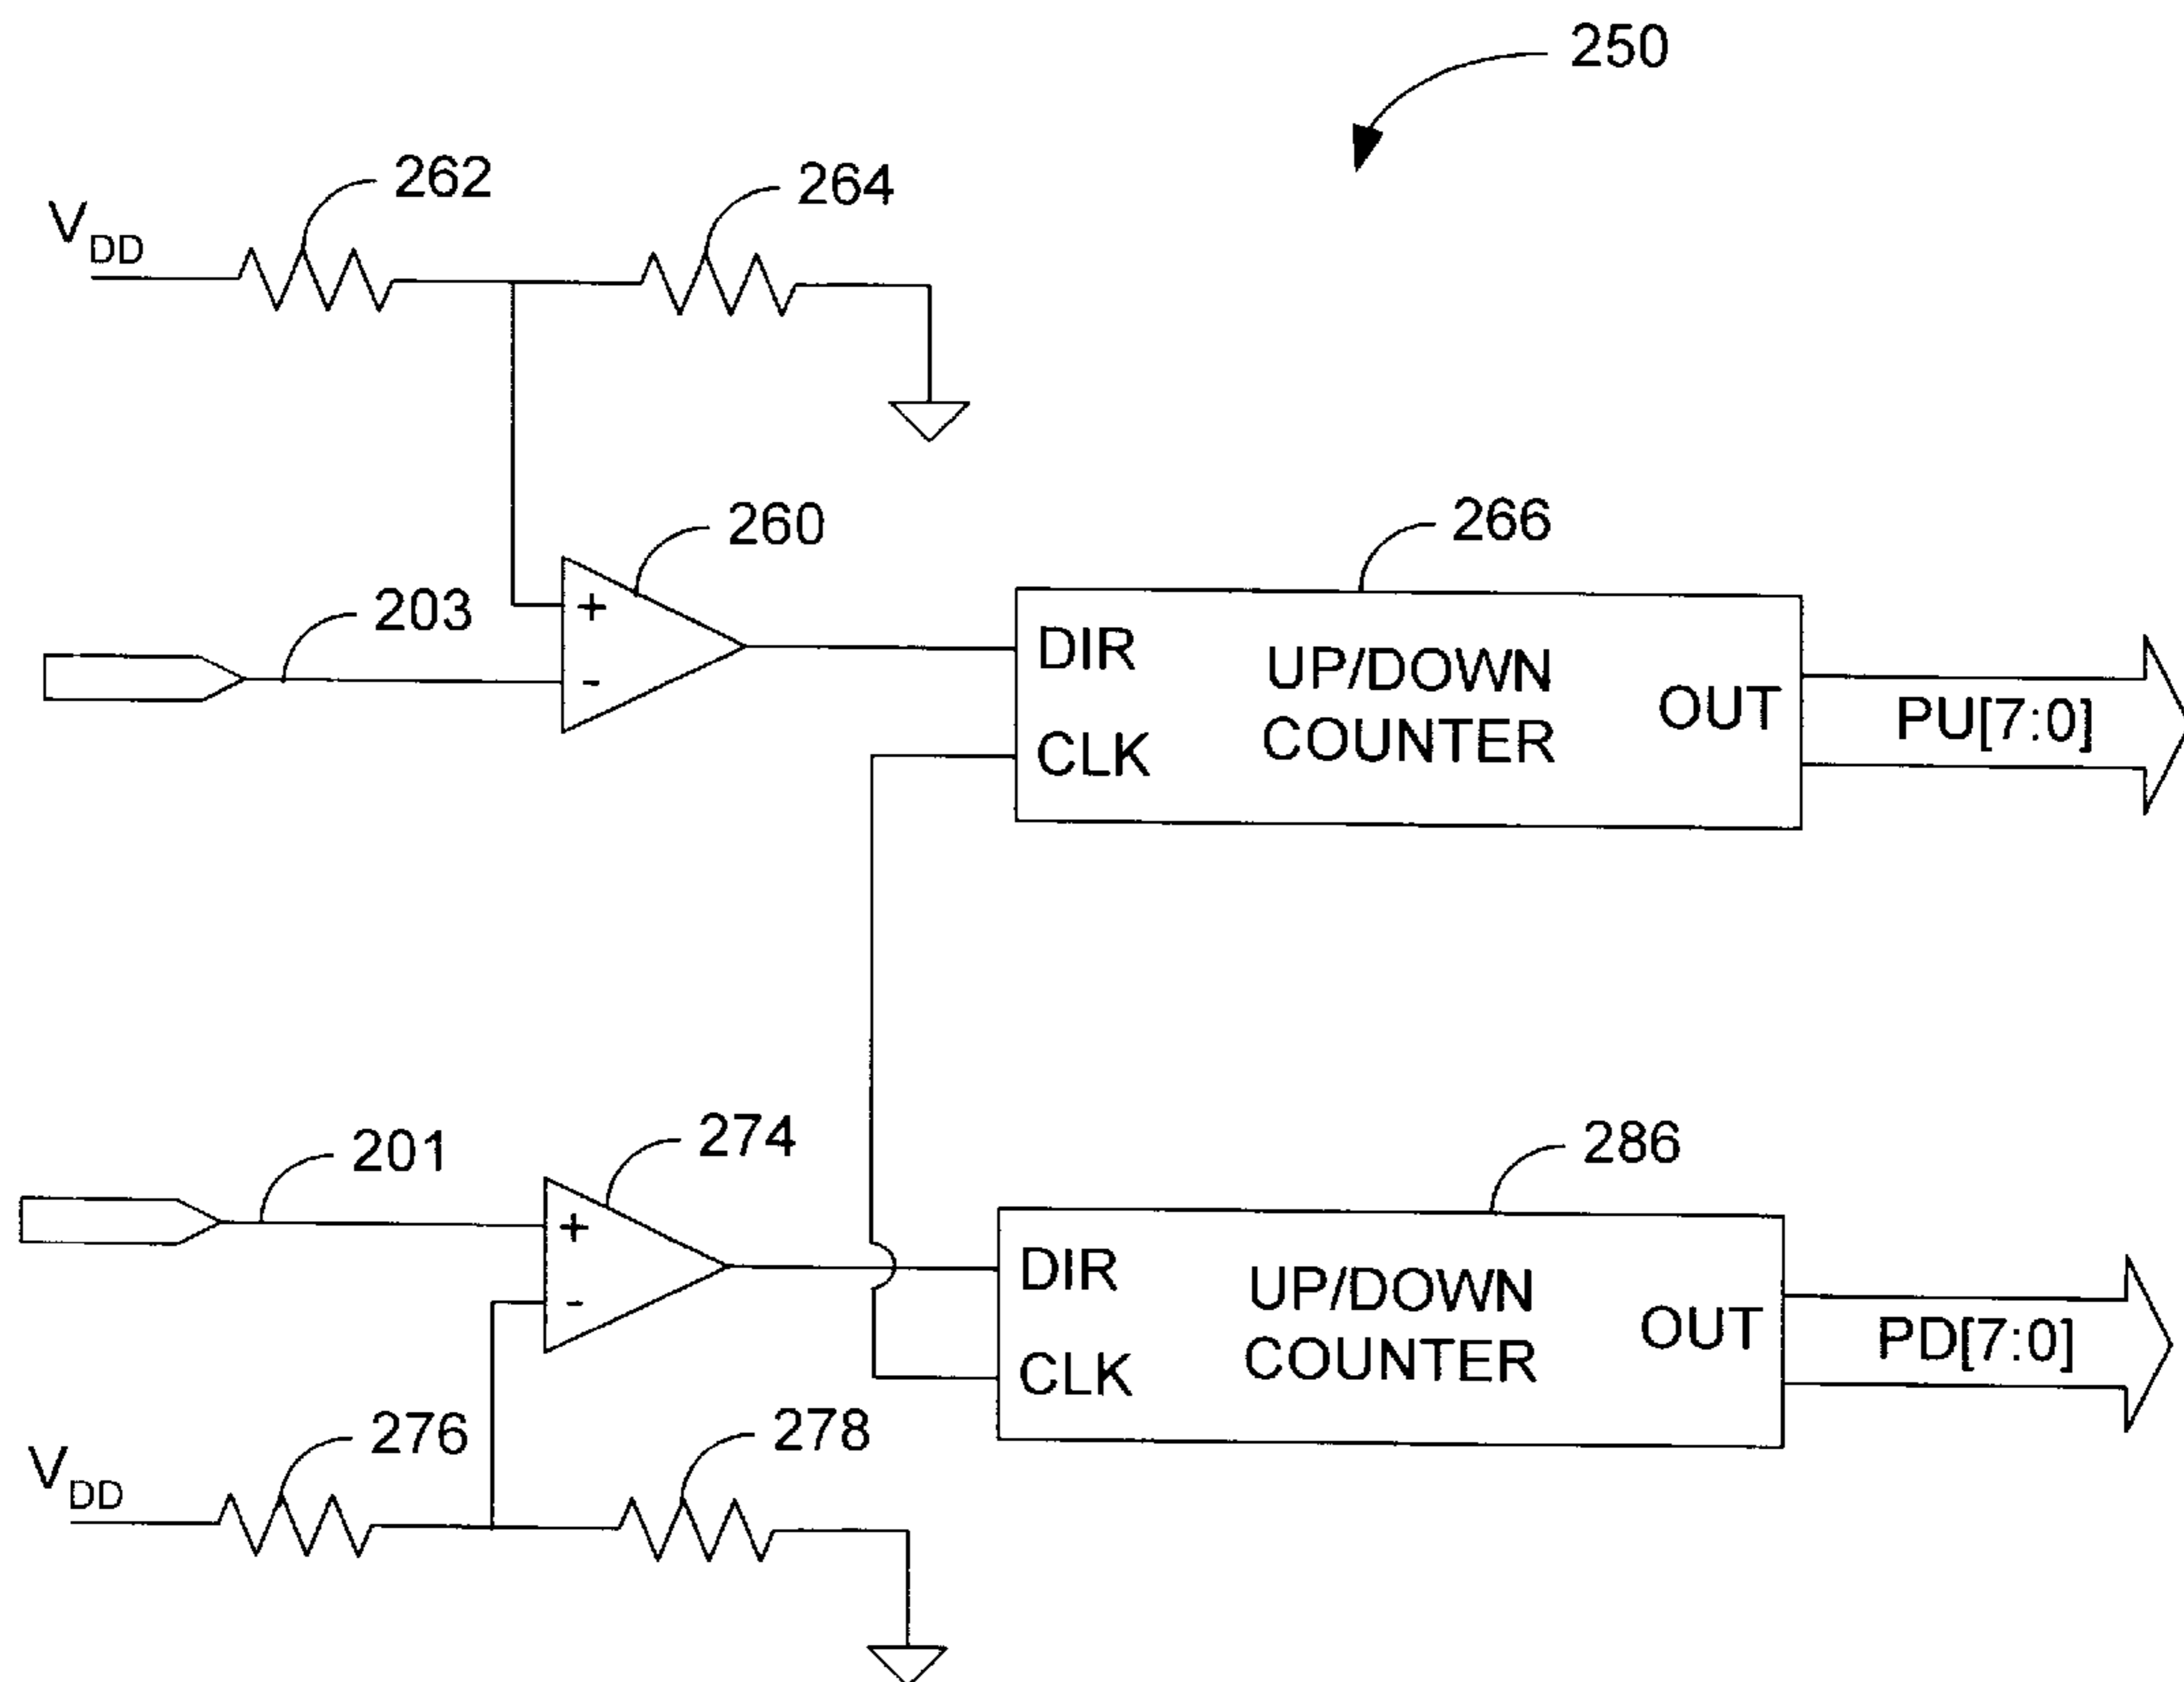 250
262
264
VDD
260
266
203
+
-
DIR
UP/DOWN
COUNTER
CLK
OUT
PU[7:0]
274
286
201
+
-
DIR
UP/DOWN
COUNTER
CLK
OUT
PD[7:0]
276
278
VDD